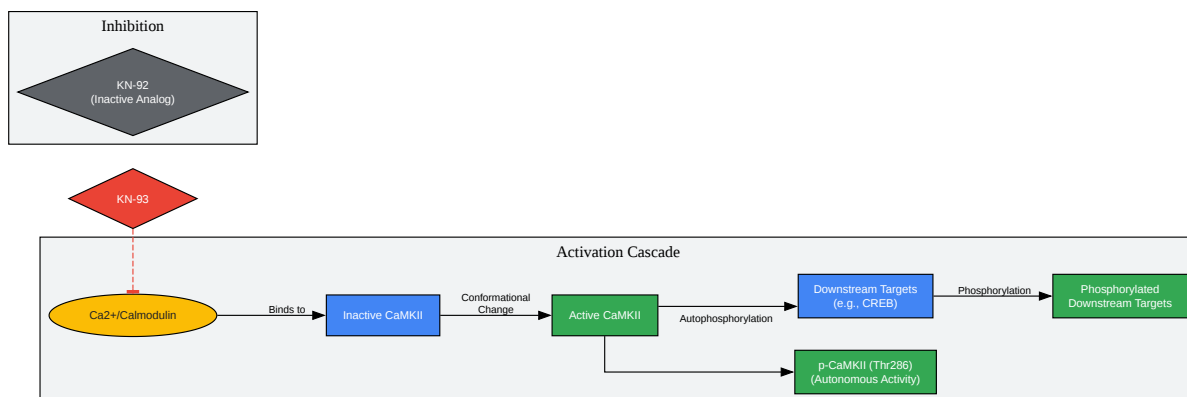 Inhibition
KN-92
(Inactive Analog)
KN-93
Activation Cascade
Ca2+/Calmodulin
Binds to
Inactive CaMKII
Conformational
Change
Active CaMKII
Autophosphorylation
Downstream Targets
(e.g., CREB)
Phosphorylation
Phosphorylated
Downstream Targets
p-CaMKII (Thr286)
(Autonomous Activity)